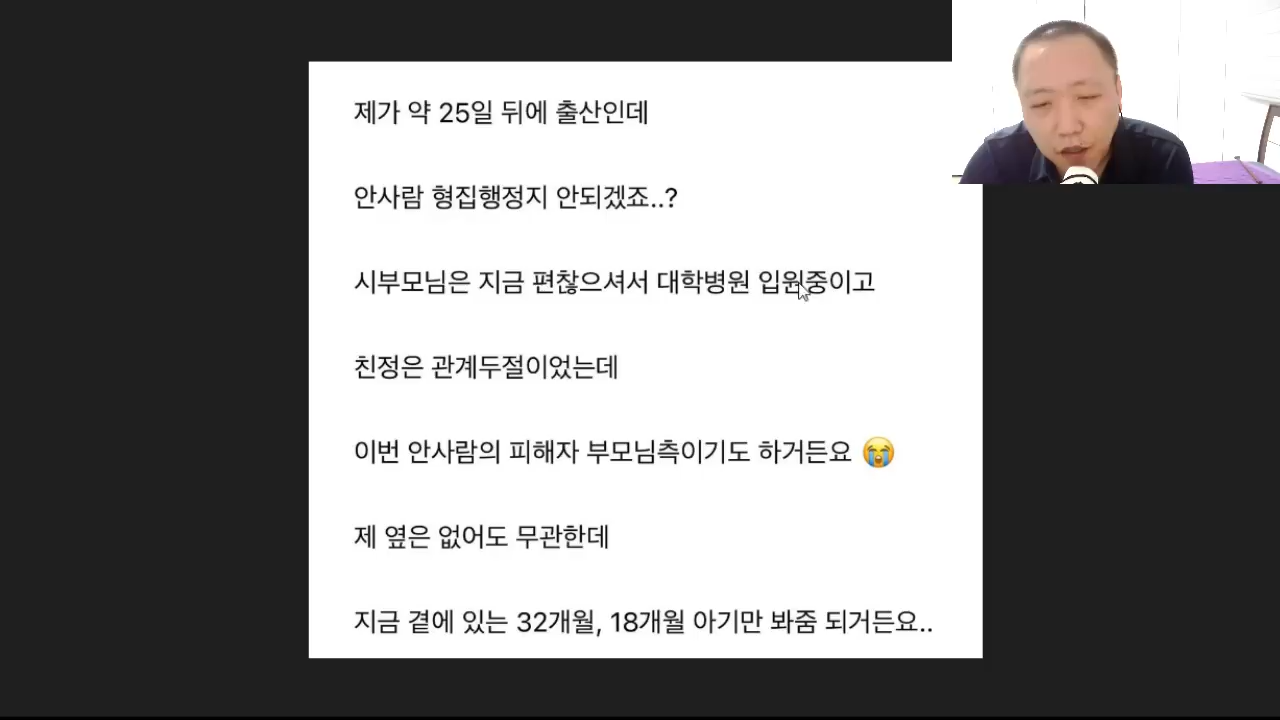 제가 약 25일 뒤에 출산인데
안사람 형집행정지 안되겠죠..?
시부모님은 지금 편찮으셔서 대학병원 입원중이고
친정은 관계두절이었는데
이번 안사람의 피해자 부모님측이기도 하거든요 😭
제 옆은 없어도 무관한데
지금 곁에 있는 32개월, 18개월 아기만 봐줌 되거든요..